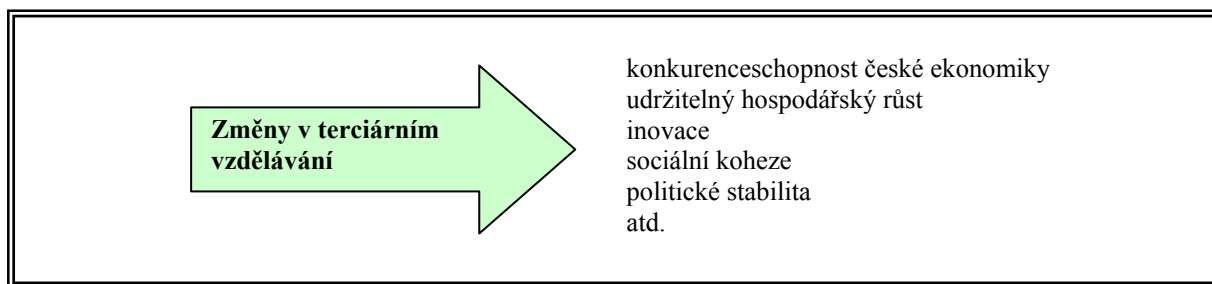 Změny v terciárním
vzdělávání
konkurenceschopnost české ekonomiky
udržitelný hospodářský růst
inovace
sociální koheze
politické stabilita
atd.